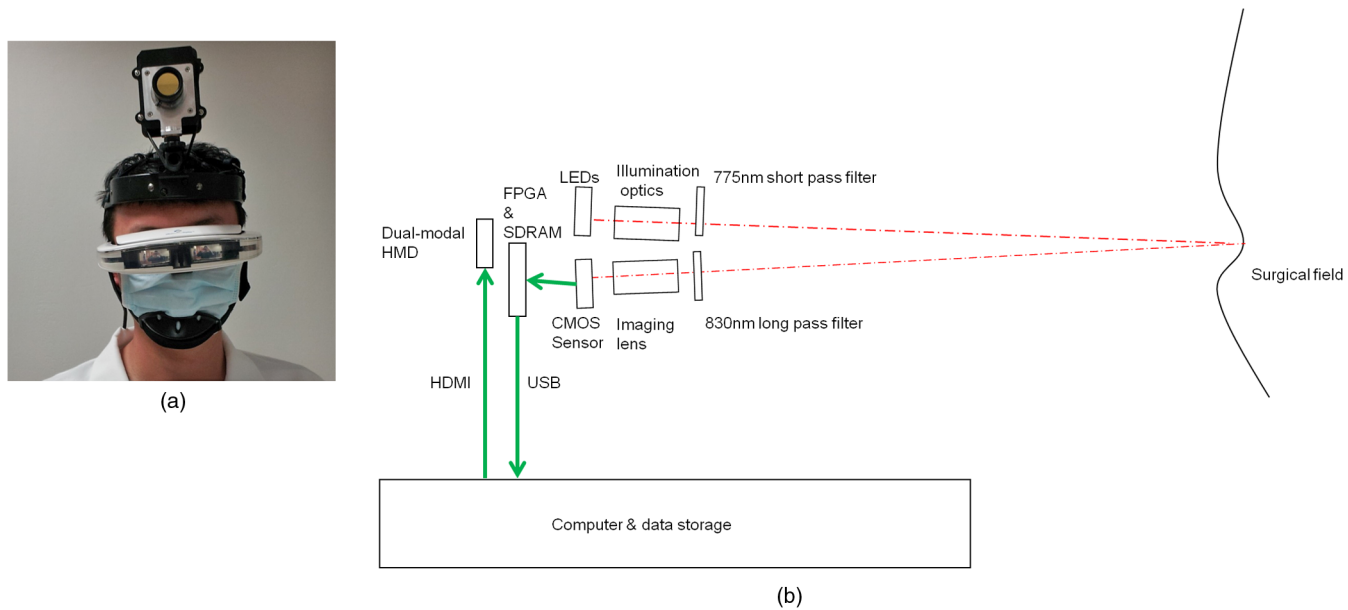 LEDs
Illumination
optics
775nm short pass filter
FPGA
&
SDRAM
Dual-modal
HMD
Surgical field
CMOS
Sensor
Imaging
lens
830nm long pass filter
HDMI
USB
(a)
Computer & data storage
(b)